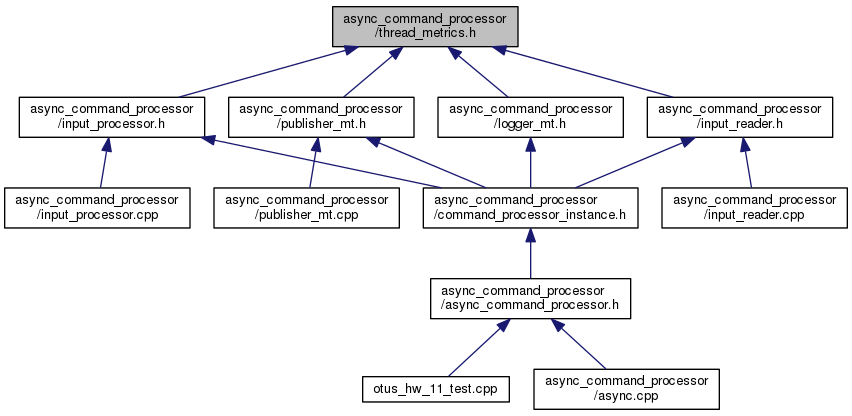 async_command_processor
/thread_metrics.h
async_command_processor
/input_processor.h
async_command_processor
/publisher_mt.h
async_command_processor
/logger_mt.h
async_command_processor
/input_reader.h
async_command_processor
/input_processor.cpp
async_command_processor
/publisher_mt.cpp
async_command_processor
/command_processor_instance.h
async_command_processor
/input_reader.cpp
async_command_processor
/async_command_processor.h
otus_hw_11_test.cpp
async_command_processor
/async.cpp